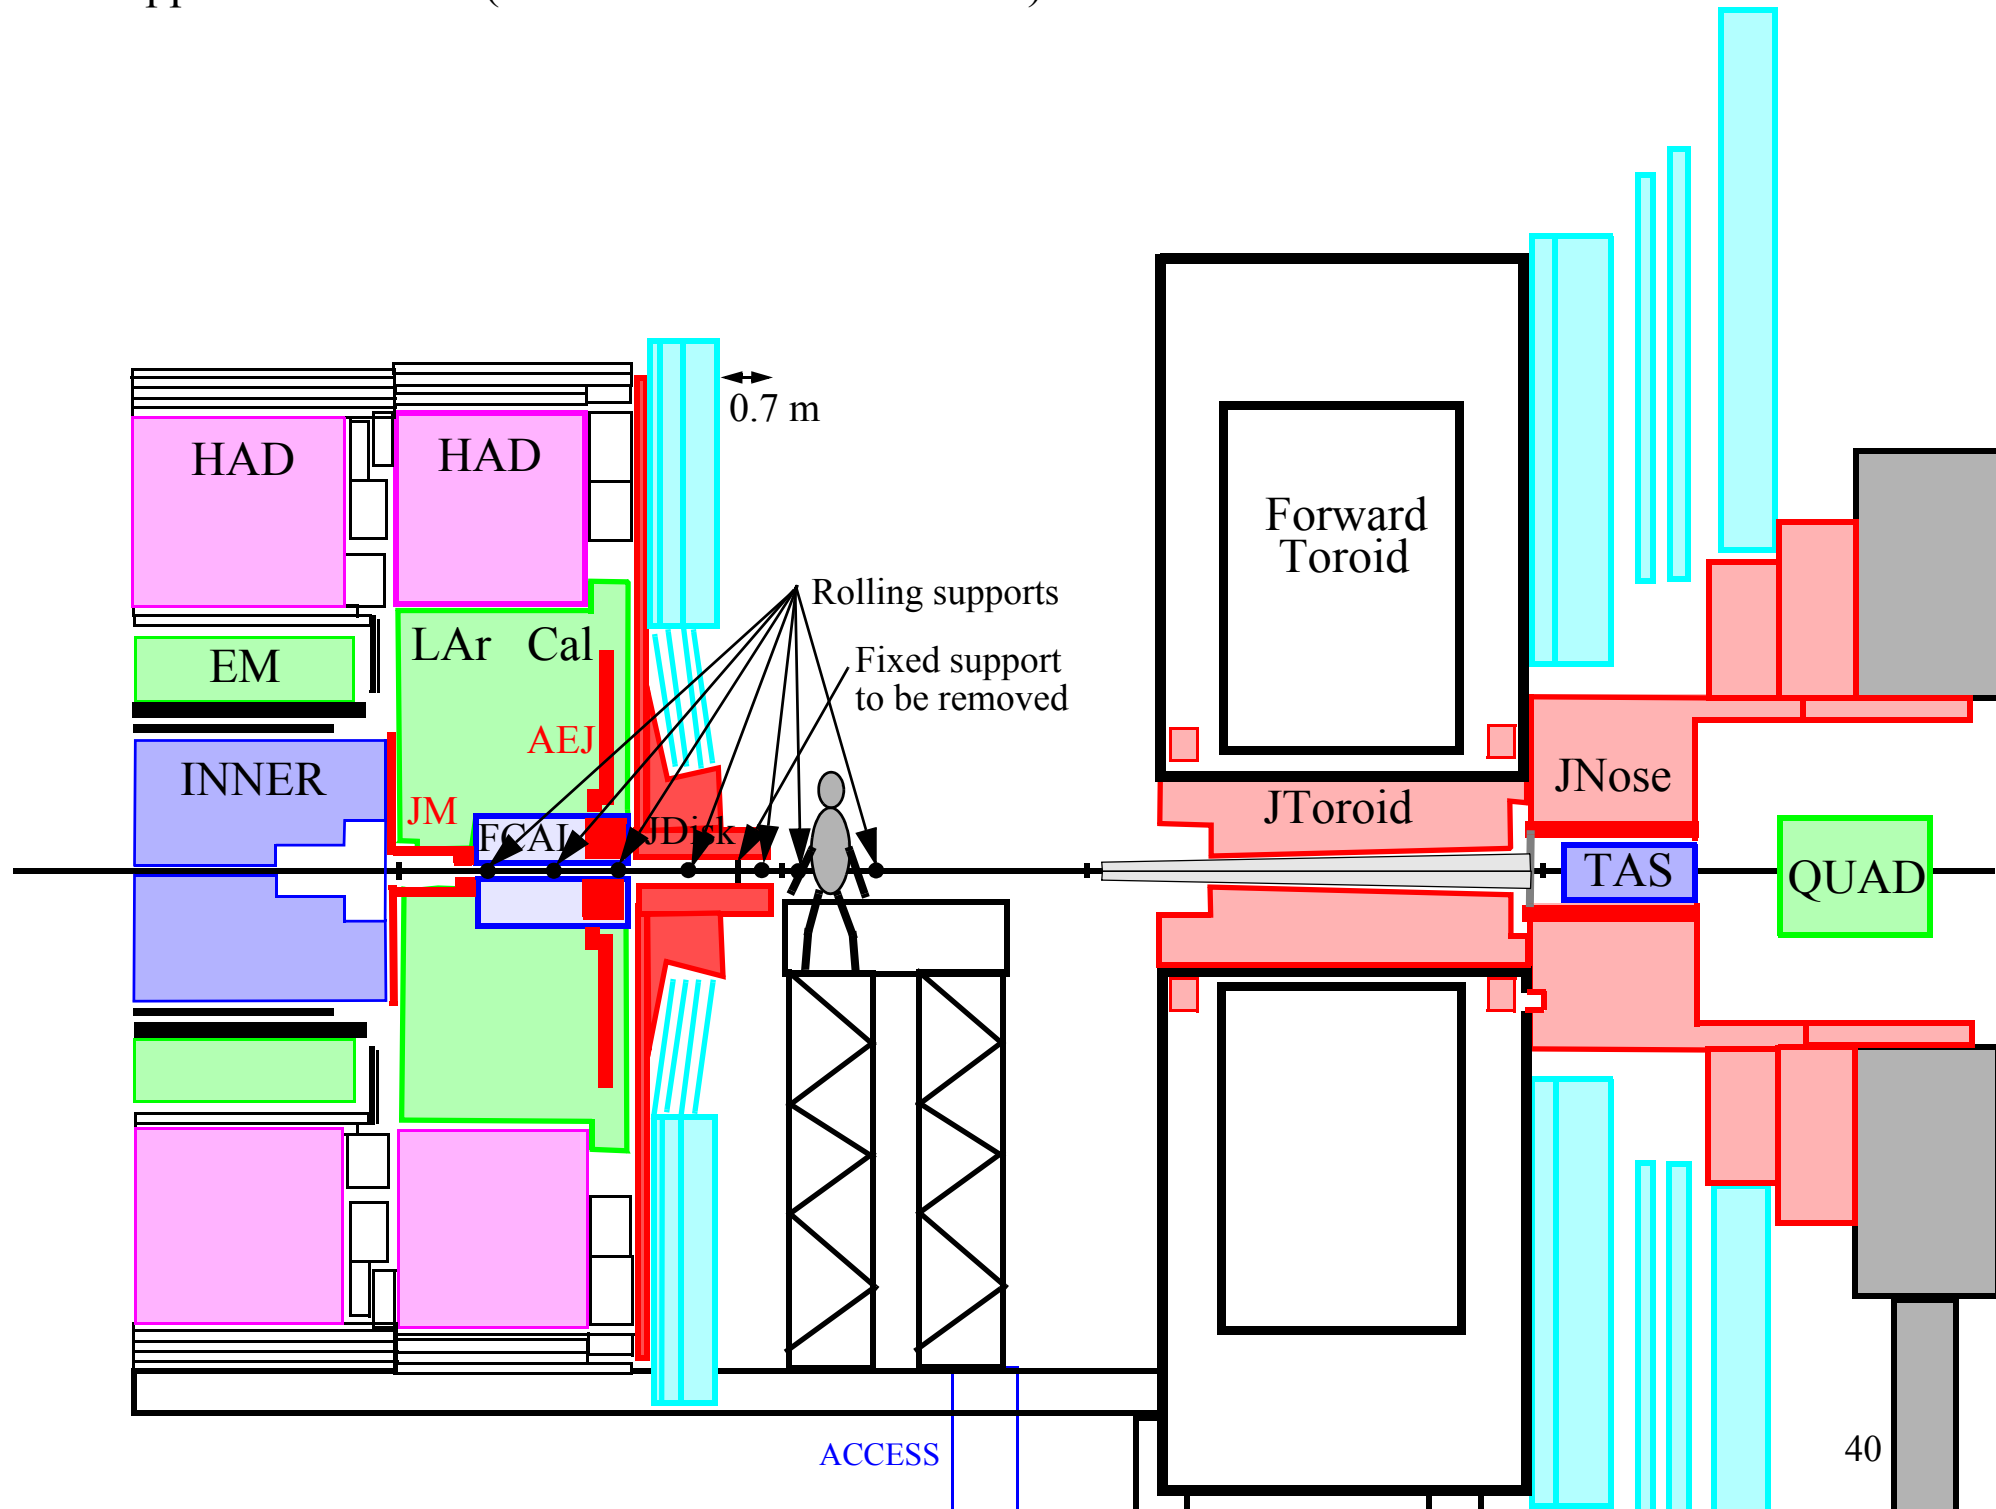 0.7 m
HAD
HAD
Forward
Toroid
Rolling supports
LAr Cal
EM
Fixed support
to be removed
AEJ
INNER
JNose
JM
JToroid
FCAL
JDisk
TAS
QUAD
ACCESS
40